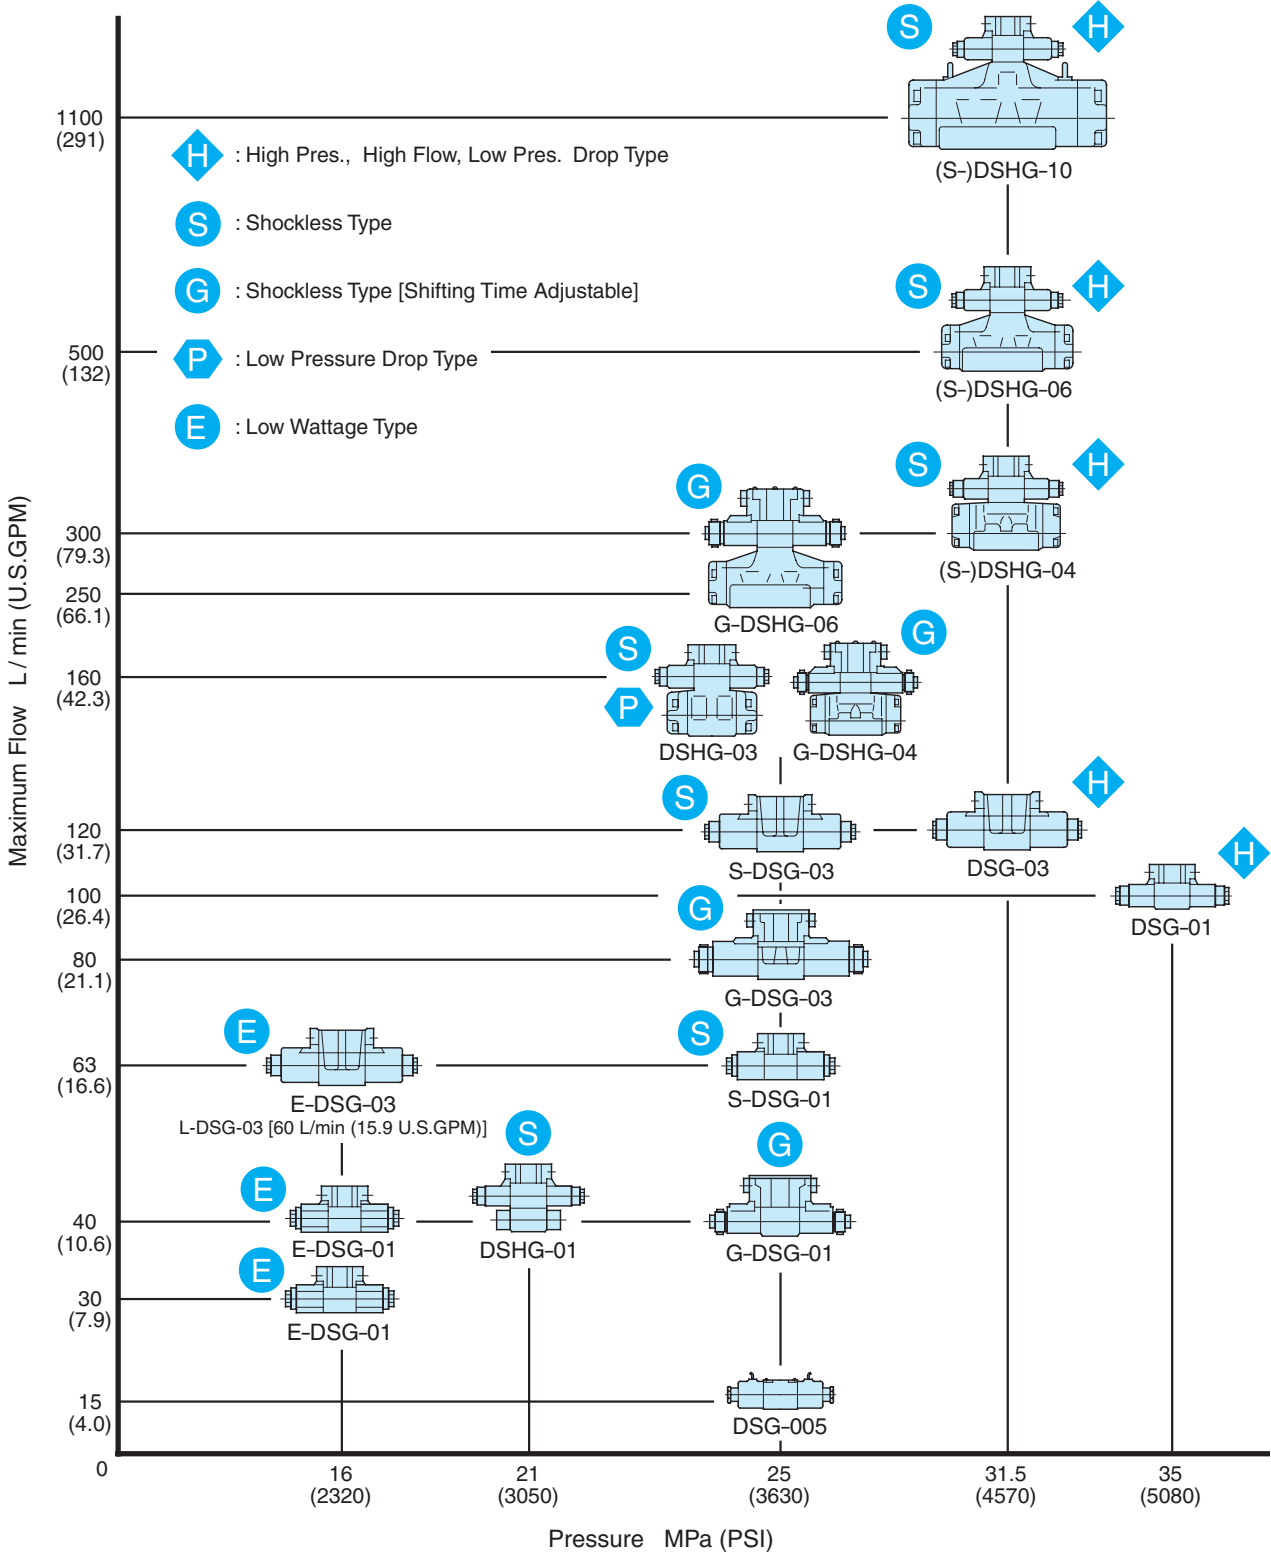 S
H
(S-)DSHG-10
1100
(291)
H : High Pres., High Flow, Low Pres. Drop Type
S : Shockless Type
G : Shockless Type [Shifting Time Adjustable]
S
H
(S-)DSHG-06
500
(132)
P : Low Pressure Drop Type
E : Low Wattage Type
S
H
(S-)DSHG-04
G
G-DSHG-06
300
(79.3)
250
(66.1)
Maximum Flow L / min (U.S.GPM)
S
P
DSHG-03
G
G-DSHG-04
160
(42.3)
S
S-DSG-03
H
DSG-03
120
(31.7)
H
DSG-01
100
(26.4)
G
G-DSG-03
80
(21.1)
E
E-DSG-03
L-DSG-03 [60 L/min (15.9 U.S.GPM)]
S
S-DSG-01
63
(16.6)
E
E-DSG-01
S
DSHG-01
G
G-DSG-01
40
(10.6)
E
E-DSG-01
30
(7.9)
DSG-005
15
(4.0)
0
16
(2320)
21
(3050)
25
(3630)
31.5
(4570)
35
(5080)
Pressure MPa (PSI)